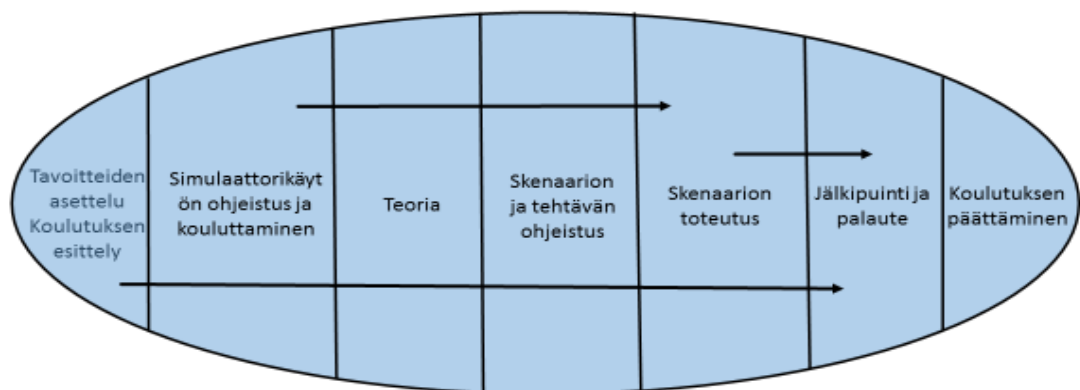 Tavoitteiden
asettelu
Koulutuksen
esittely
Simulaattorikäyt
ön ohjeistus ja
kouluttaminen
Teoria
Skenaarion
ja tehtävän
ohjeistus
Skenaarion
toteutus
Jälkipuinti ja
palaute
Koulutuksen
päättäminen